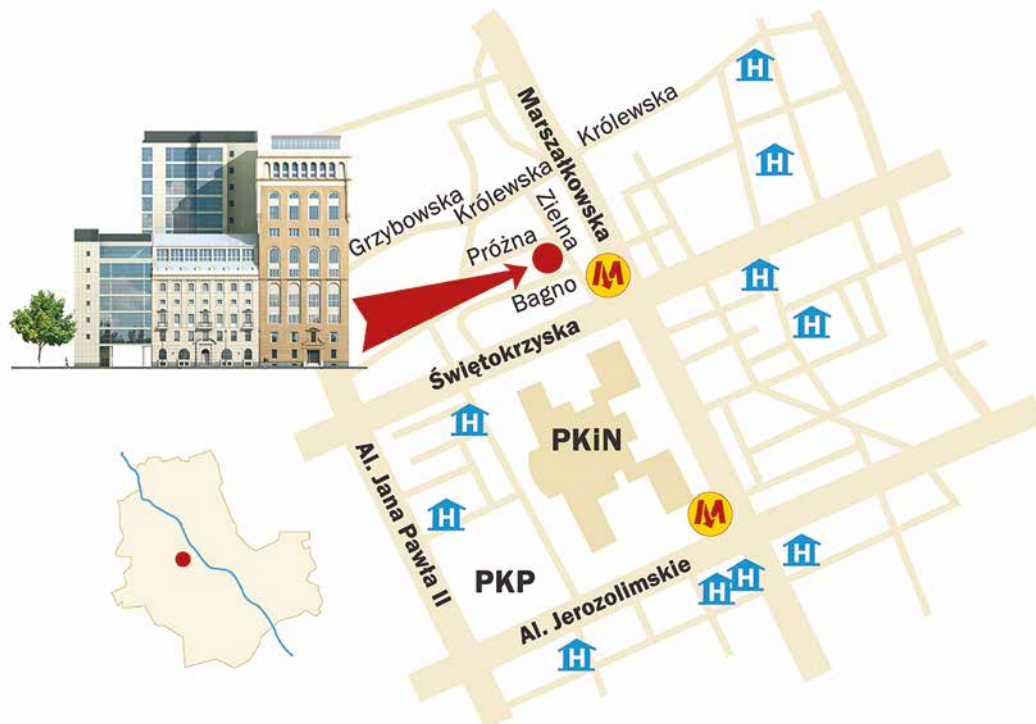 Marszałkowska
Królewska
Królewska
Grzybowska
Zielna
Próżna
Bagno
M
Świętokrzyska
PKiN
Al. Jana Pawła II
PKP
Al. Jerozolimskie
M
H
H
H
H
H
H
H
H
H
H